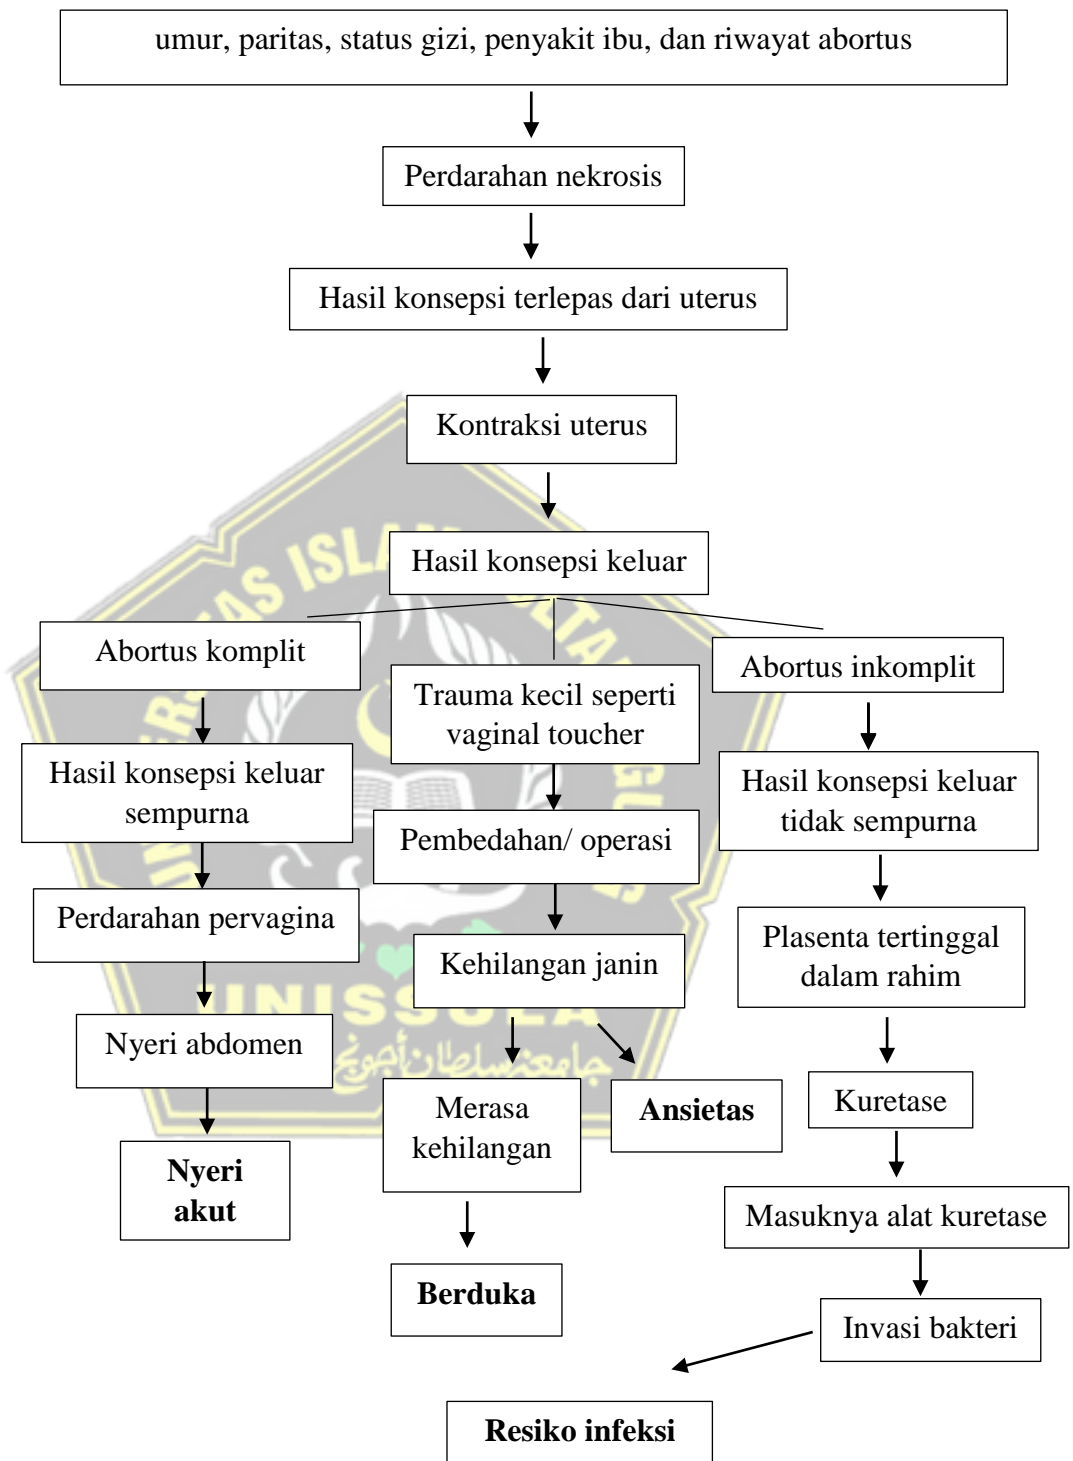 umur, paritas, status gizi, penyakit ibu, dan riwayat abortus
Perdarahan nekrosis
Hasil konsepsi terlepas dari uterus
Kontraksi uterus
Hasil konsepsi keluar
Abortus komplit
Hasil konsepsi keluar
sempurna
Perdarahan pervagina
Nyeri abdomen
Nyeri
akut
Trauma kecil seperti
vaginal toucher
Pembedahan/ operasi
Kehilangan janin
Merasa
kehilangan
Berduka
Ansietas
Abortus inkomplit
Hasil konsepsi keluar
tidak sempurna
Plasenta tertinggal
dalam rahim
Kuretase
Masuknya alat kuretase
Invasi bakteri
Resiko infeksi
UNISSULA
جامعتسلطان أجونج